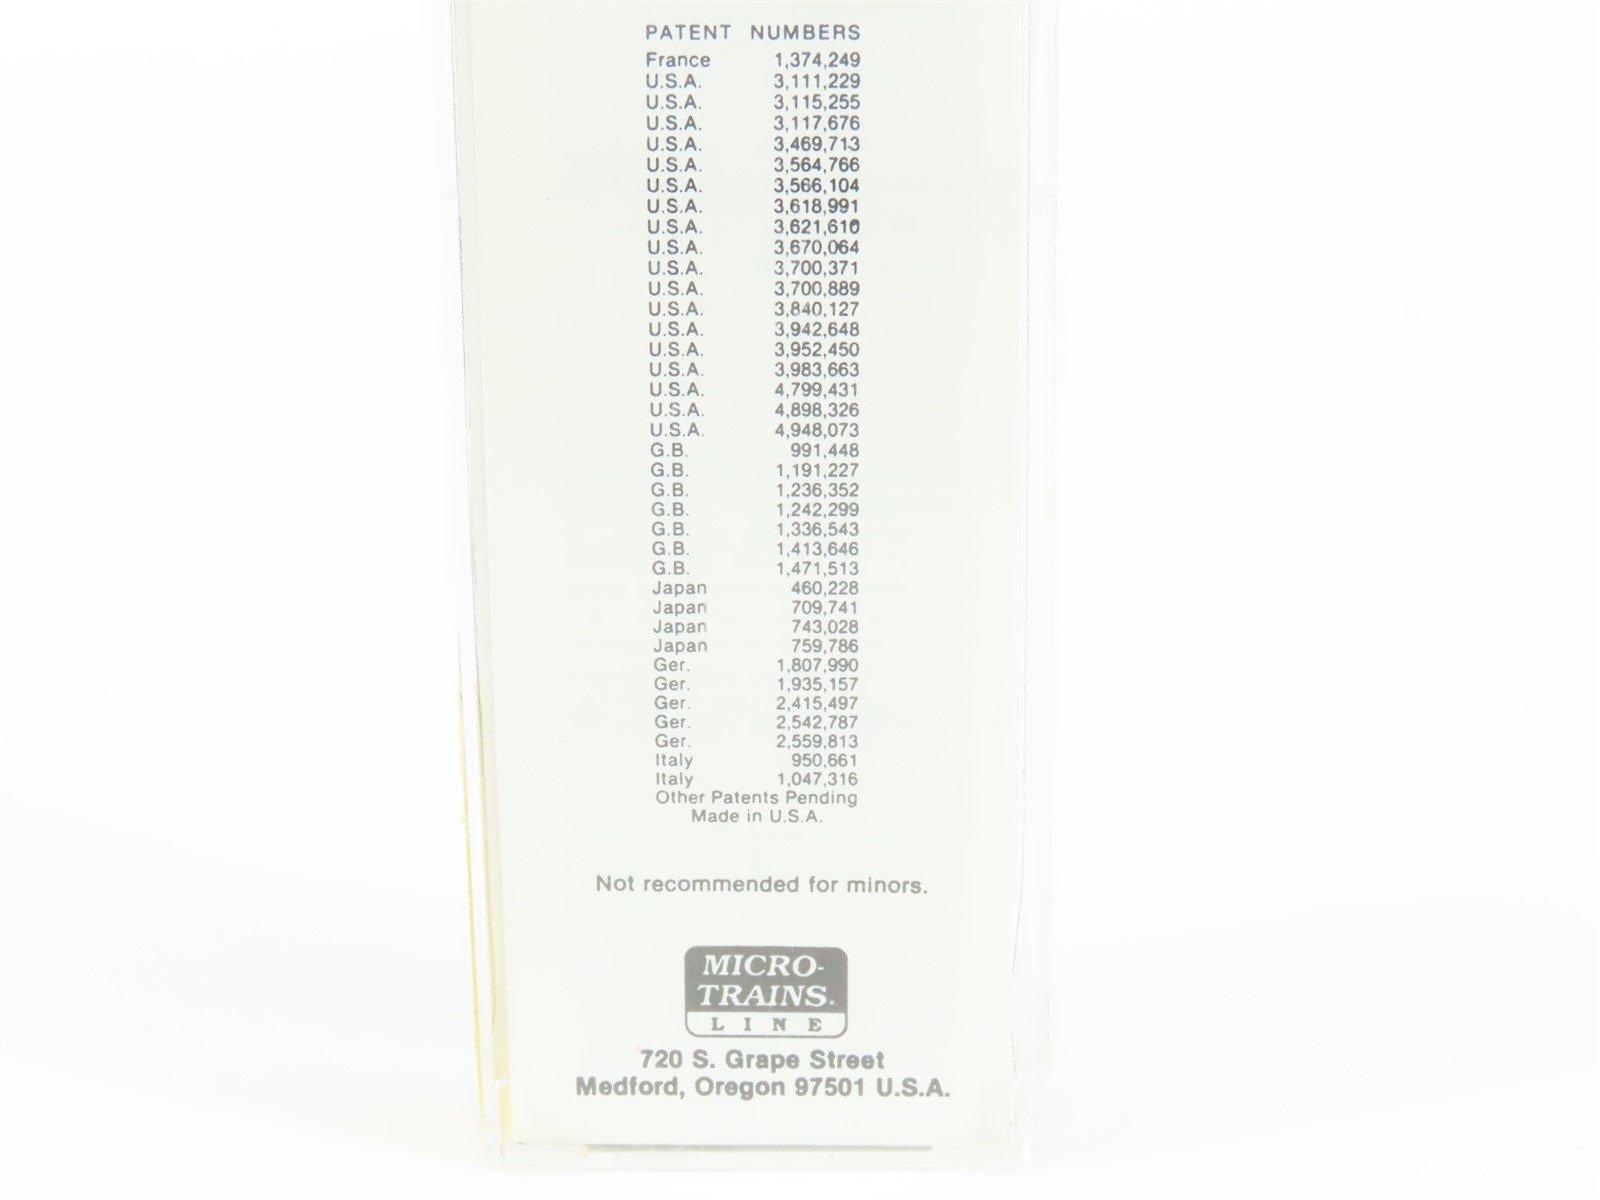 PATENT NUMBERS
France 1,374,249
U.S.A. 3,111,229
U.S.A. 3,115,255
U.S.A. 3,117,676
U.S.A. 3,469,713
U.S.A. 3,564,766
U.S.A. 3,566,104
U.S.A. 3,618,991
U.S.A. 3,621,610
U.S.A. 3,670,064
U.S.A. 3,700,371
U.S.A. 3,700,889
U.S.A. 3,840,127
U.S.A. 3,942,648
U.S.A. 3,952,450
U.S.A. 3,983,663
U.S.A. 4,799,431
U.S.A. 4,898,326
U.S.A. 4,948,073
G.B. 991,448
G.B. 1,191,227
G.B. 1,236,352
G.B. 1,242,299
G.B. 1,336,543
G.B. 1,413,646
G.B. 1,471,513
Japan 460,228
Japan 709,741
Japan 743,028
Japan 759,786
Ger. 1,807,990
Ger. 1,935,157
Ger. 2,415,497
Ger. 2,542,787
Ger. 2,559,813
Italy 950,661
Italy 1,047,316
Other Patents Pending
Made in U.S.A.
Not recommended for minors.
MICRO-
TRAINS®
LINE
720 S. Grape Street
Medford, Oregon 97501 U.S.A.